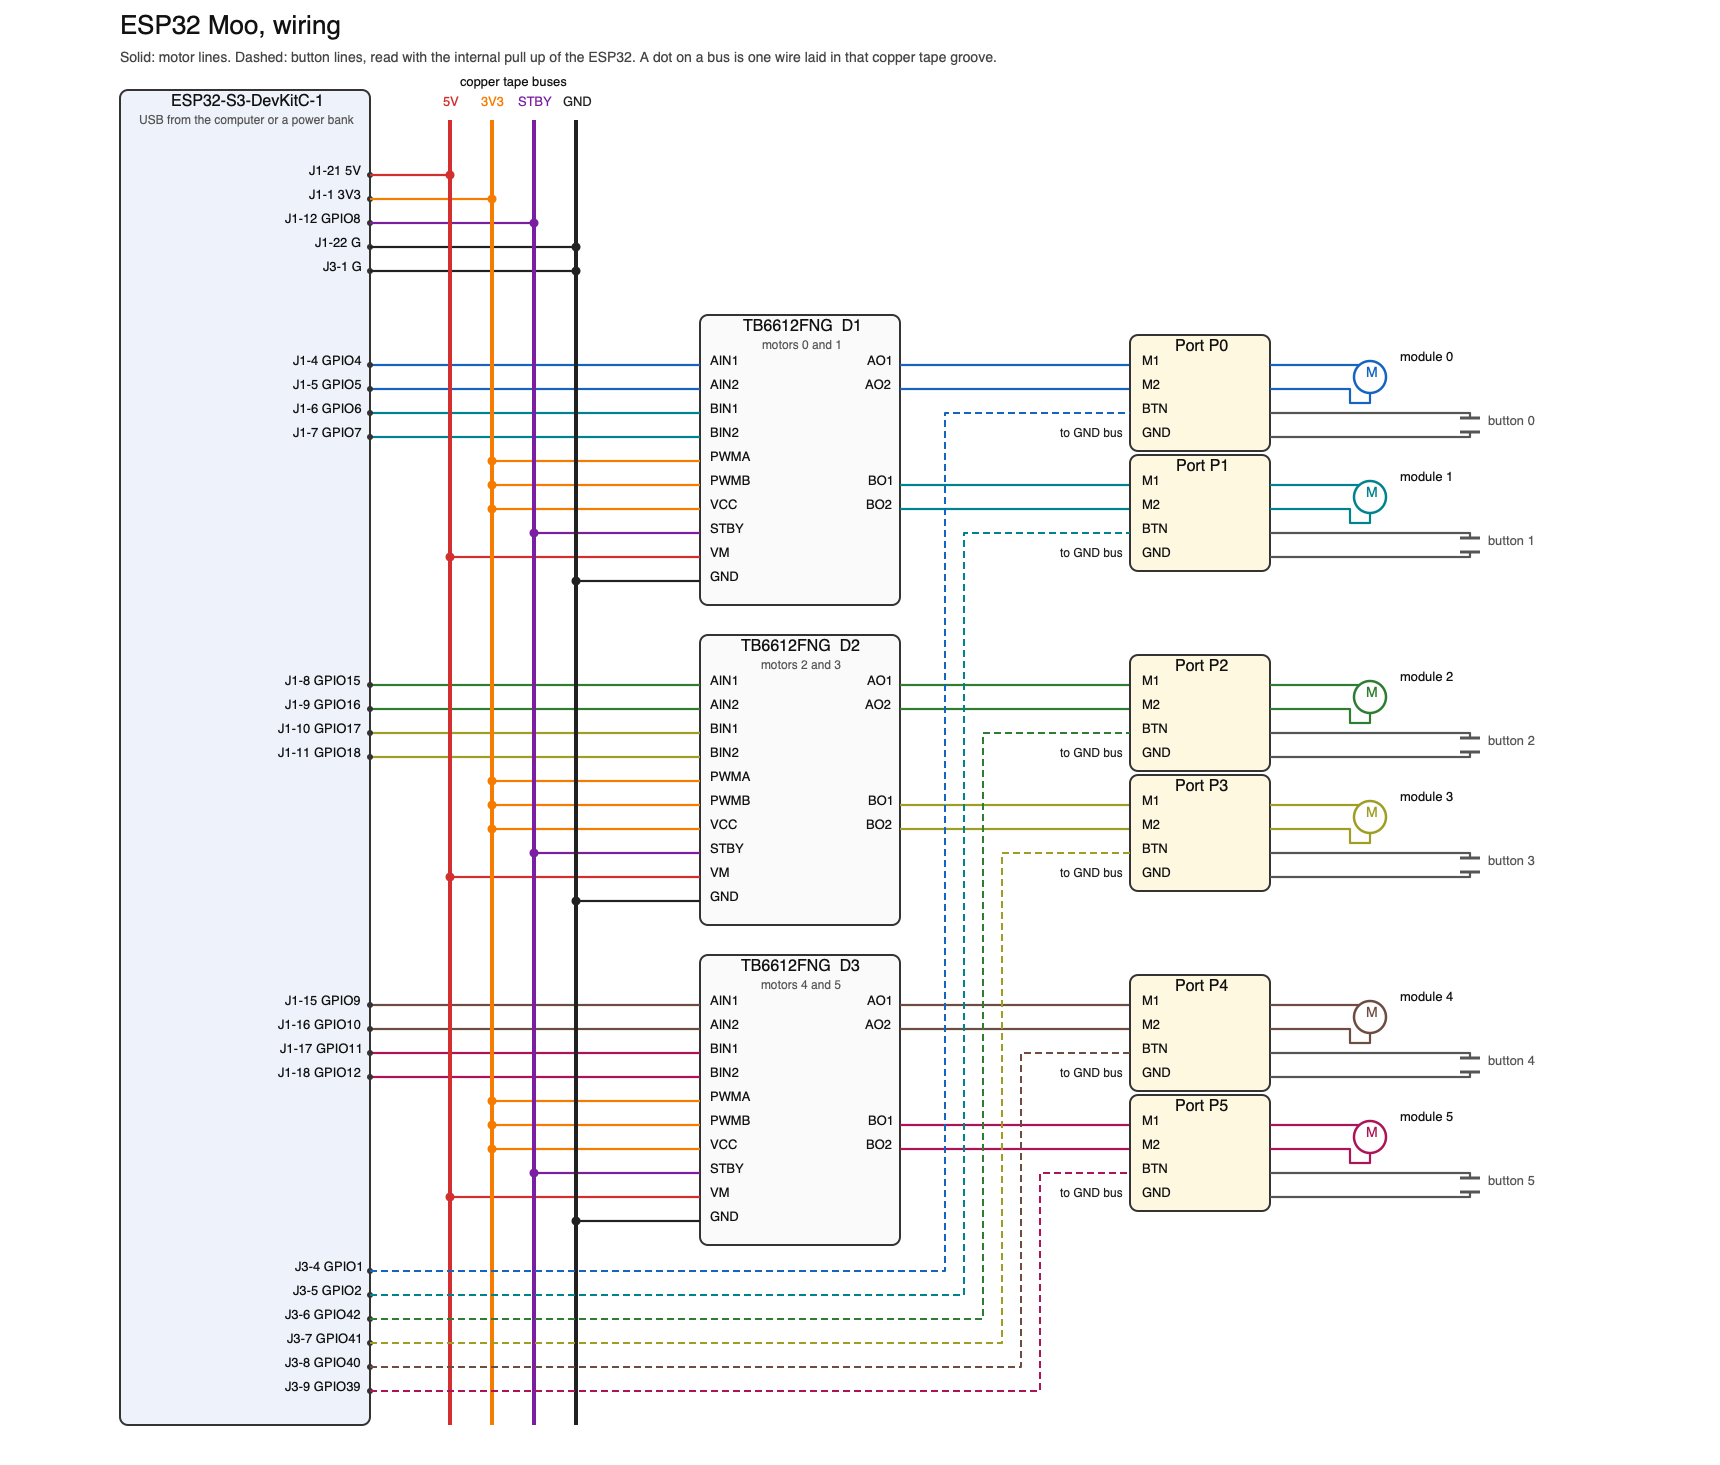 ESP32 Moo, wiring
Solid: motor lines. Dashed: button lines, read with the internal pull up of the ESP32. A dot on a bus is one wire laid in that copper tape groove.
copper tape buses
5V 3V3 STBY GND
ESP32-S3-DevKitC-1
USB from the computer or a power bank
J1-21 5V
J1-1 3V3
J1-12 GPIO8
J1-22 G
J3-1 G
J1-4 GPIO4
J1-5 GPIO5
J1-6 GPIO6
J1-7 GPIO7
J1-8 GPIO15
J1-9 GPIO16
J1-10 GPIO17
J1-11 GPIO18
J1-15 GPIO9
J1-16 GPIO10
J1-17 GPIO11
J1-18 GPIO12
J3-4 GPIO1
J3-5 GPIO2
J3-6 GPIO42
J3-7 GPIO41
J3-8 GPIO40
J3-9 GPIO39
TB6612FNG D1
motors 0 and 1
AIN1 AO1
AIN2 AO2
BIN1
BIN2
PWMA
PWMB BO1
VCC BO2
STBY
VM
GND
TB6612FNG D2
motors 2 and 3
AIN1 AO1
AIN2 AO2
BIN1
BIN2
PWMA
PWMB BO1
VCC BO2
STBY
VM
GND
TB6612FNG D3
motors 4 and 5
AIN1 AO1
AIN2 AO2
BIN1
BIN2
PWMA
PWMB BO1
VCC BO2
STBY
VM
GND
Port P0
M1
M2
BTN
to GND bus GND
M
module 0
button 0
Port P1
M1
M2
BTN
to GND bus GND
M
module 1
button 1
Port P2
M1
M2
BTN
to GND bus GND
M
module 2
button 2
Port P3
M1
M2
BTN
to GND bus GND
M
module 3
button 3
Port P4
M1
M2
BTN
to GND bus GND
M
module 4
button 4
Port P5
M1
M2
BTN
to GND bus GND
M
module 5
button 5